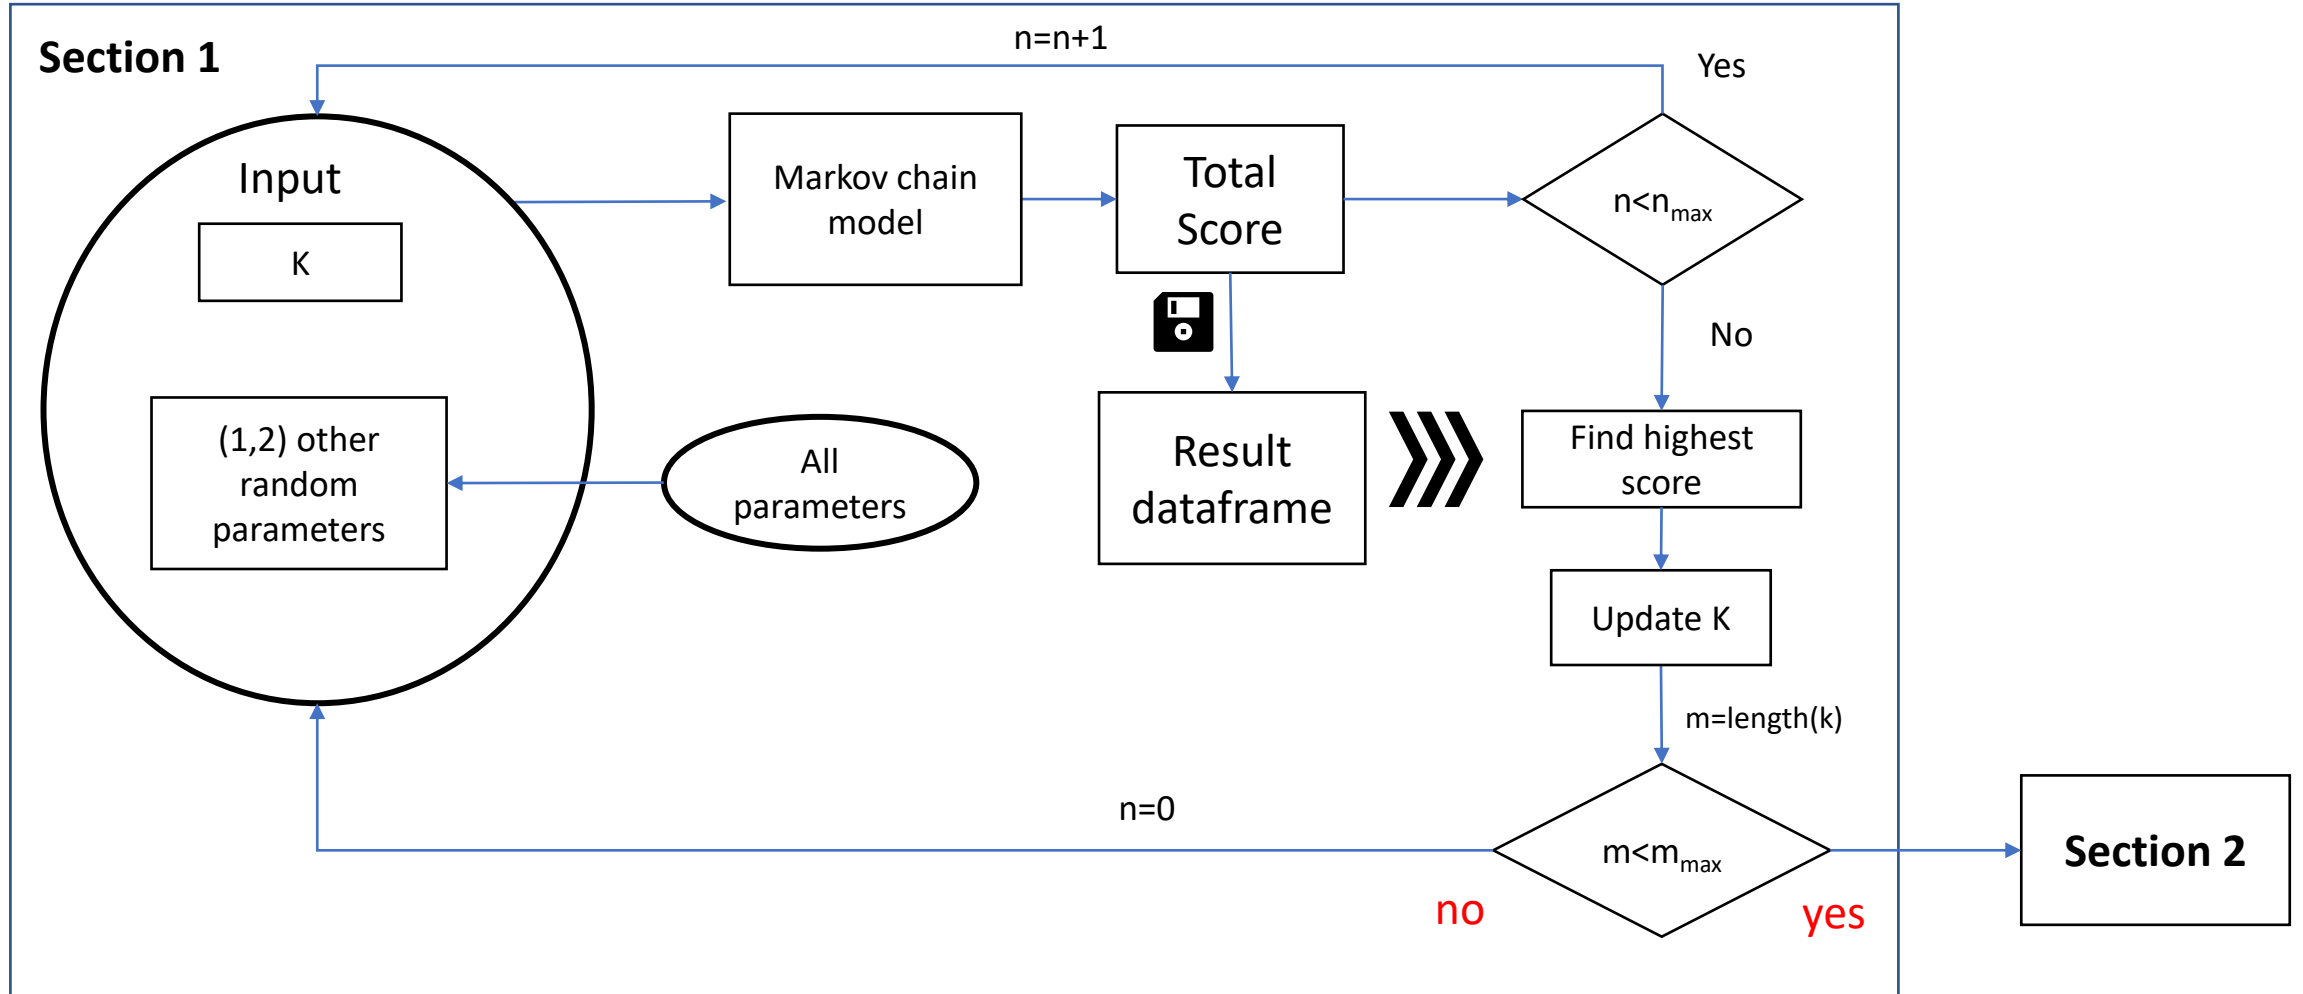 Section 1
n=n+1
Yes
Input
K
(1,2) other
random
parameters
All
parameters
Markov chain
model
Total
Score
n<nmax
No
Result
dataframe
Find highest
score
Update K
m=length(k)
n=0
m<mmax
no
yes
Section 2